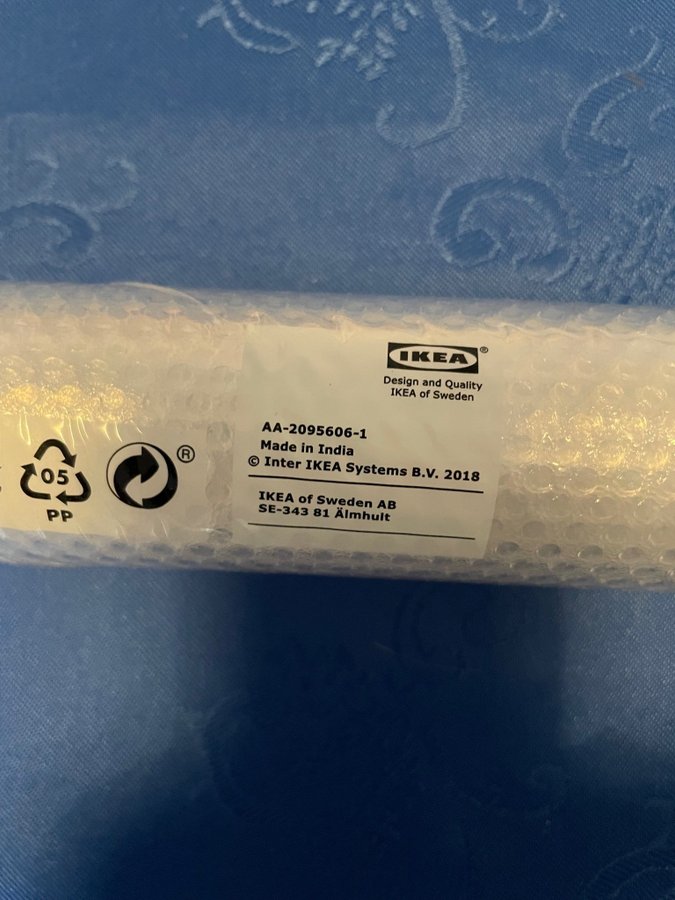 IKEA®
Design and Quality
IKEA of Sweden
AA-2095606-1
Made in India
© Inter IKEA Systems B.V. 2018
IKEA of Sweden AB
SE-343 81 Älmhult
05
PP
®